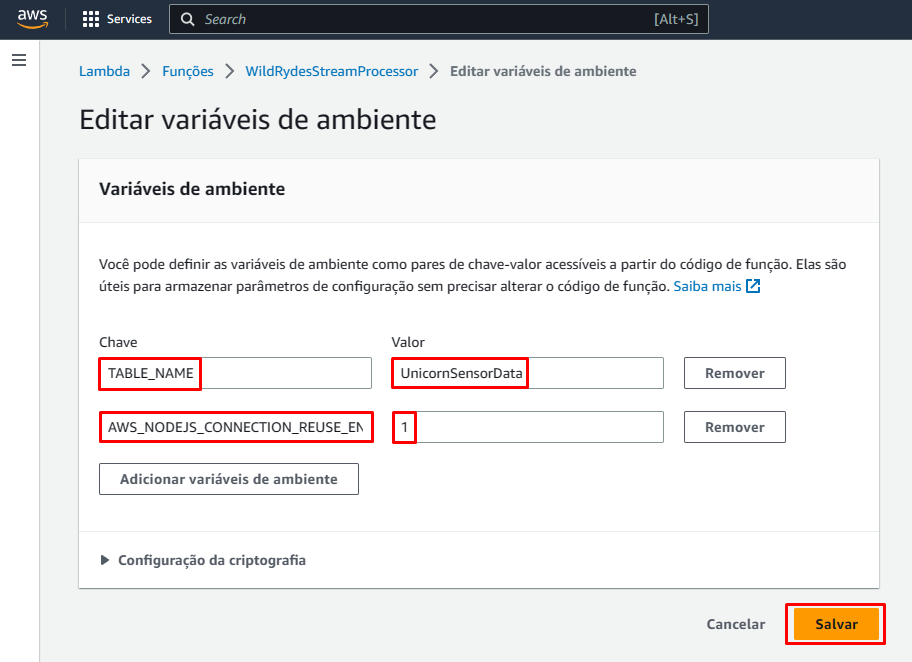 aws Services Search [Alt+S]
Lambda > Funções > WildRydesStreamProcessor > Editar variáveis de ambiente
Editar variáveis de ambiente
Variáveis de ambiente
Você pode definir as variáveis de ambiente como pares de chave-valor acessíveis a partir do código de função. Elas são
úteis para armazenar parâmetros de configuração sem precisar alterar o código de função. Saiba mais
Chave Valor
TABLE_NAME UnicornSensorData Remover
AWS_NODEJS_CONNECTION_REUSE_EN 1 Remover
Adicionar variáveis de ambiente
Configuração da criptografia
Cancelar Salvar